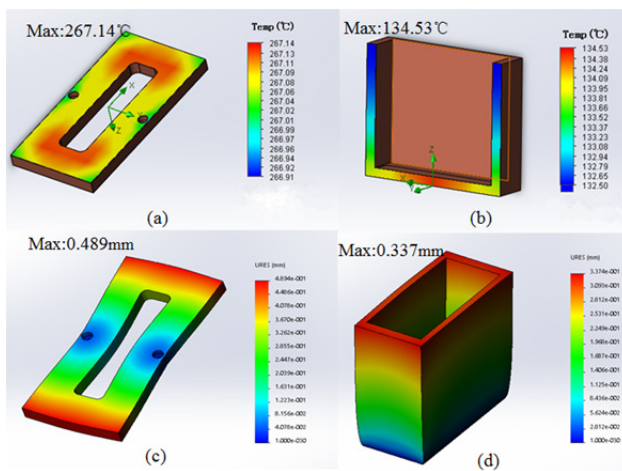 Max:267.14℃
Temp (℃)
267.14
267.13
267.11
267.09
267.08
267.06
267.04
267.02
267.01
266.99
266.97
266.96
266.94
266.92
266.91
(a)
Max:134.53℃
Temp (℃)
134.53
134.38
134.24
134.09
133.95
133.81
133.66
133.52
133.37
133.23
133.08
132.94
132.79
132.65
132.50
(b)
Max:0.489mm
URES (mm)
4.894e-001
4.486e-001
4.078e-001
3.670e-001
3.262e-001
2.855e-001
2.447e-001
2.039e-001
1.631e-001
1.223e-001
8.156e-002
4.078e-002
1.000e-030
(c)
Max:0.337mm
URES (mm)
3.374e-001
3.093e-001
2.812e-001
2.531e-001
2.249e-001
1.968e-001
1.687e-001
1.406e-001
1.125e-001
8.436e-002
5.624e-002
2.812e-002
1.000e-030
(d)